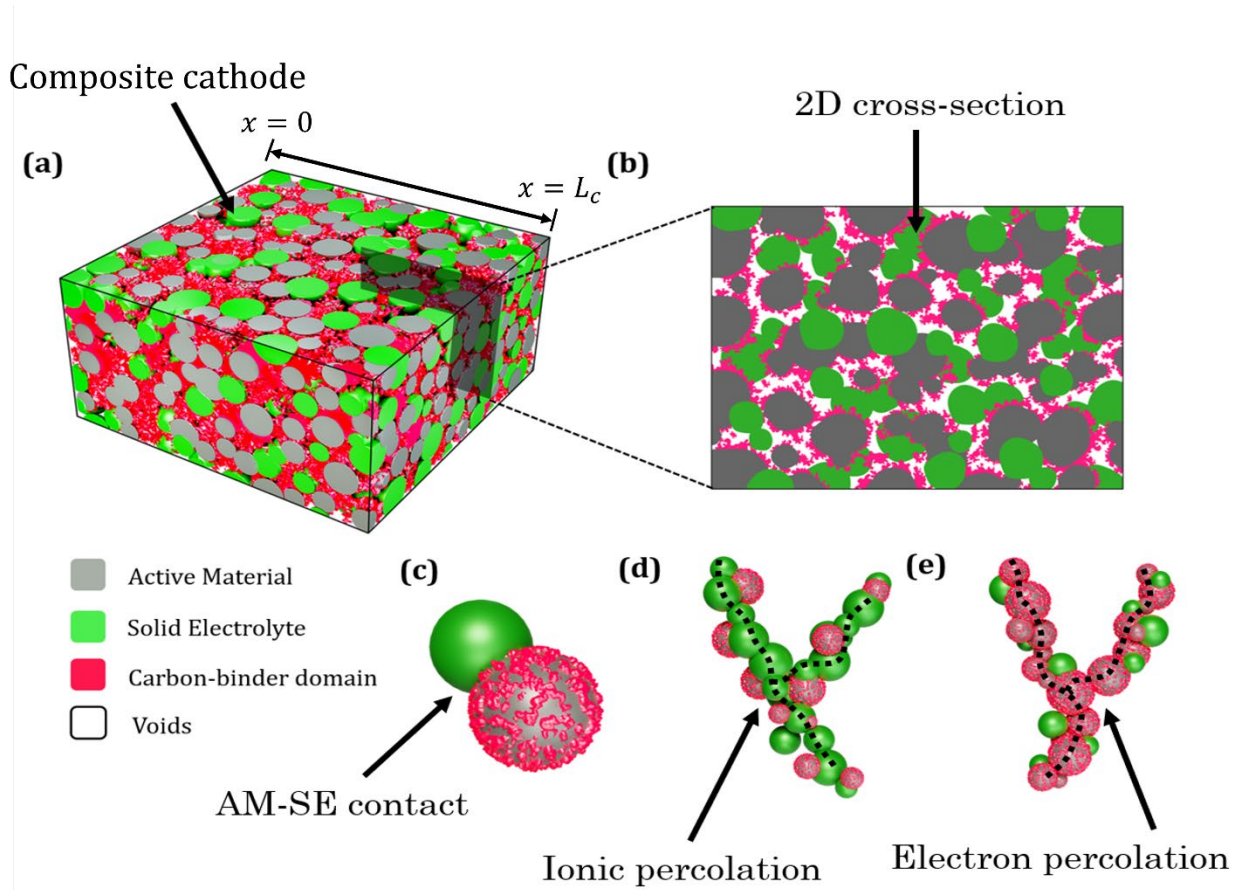 Composite cathode
x = 0
2D cross-section
(a)
x = L_c
(b)
Active Material
Solid Electrolyte
Carbon-binder domain
Voids
(c)
(d)
(e)
AM-SE contact
Ionic percolation
Electron percolation